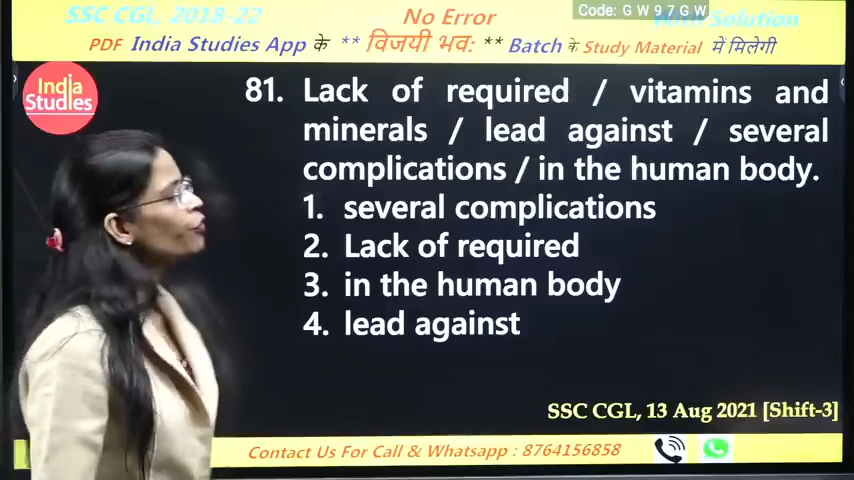 SSC CGL 2018-22
No Error
Code: G W 9 7 G W
Solution
PDF India Studies App के ** विजयी भव: ** Batch के Study Material में मिलेगी
India
Studies
81. Lack of required / vitamins and
minerals / lead against / several
complications / in the human body.
1. several complications
2. Lack of required
3. in the human body
4. lead against
SSC CGL, 13 Aug 2021 [Shift-3]
Contact Us For Call & Whatsapp : 8764156858